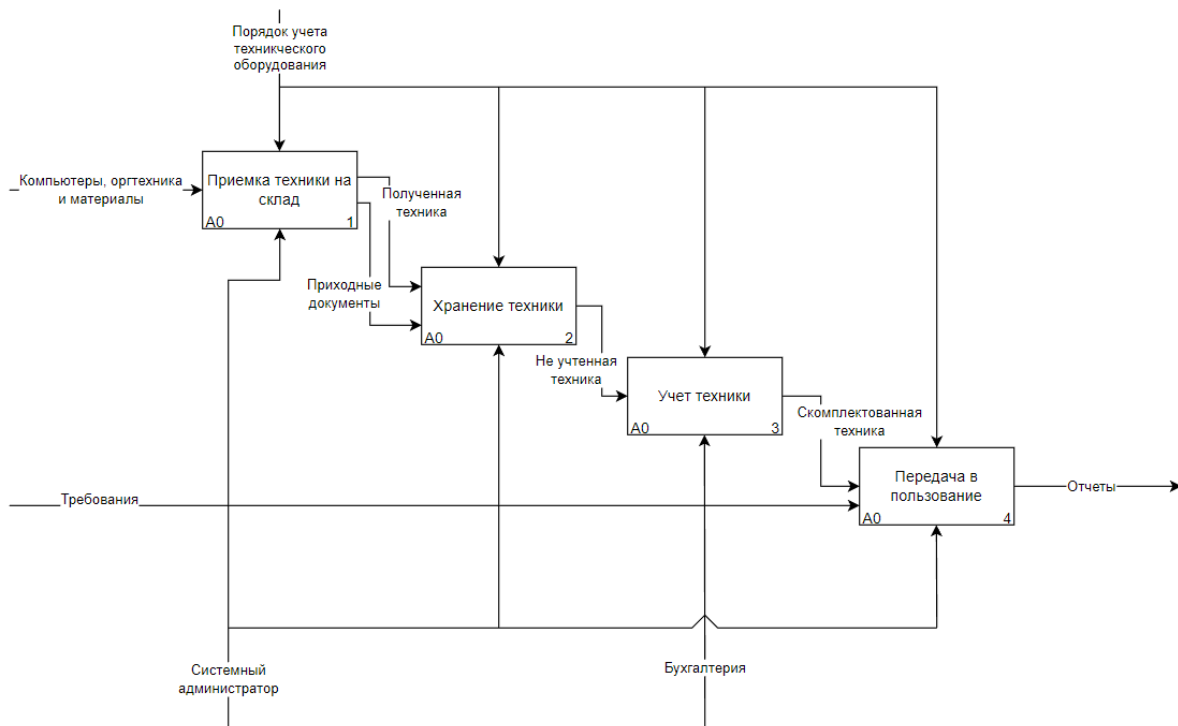 Порядок учета
техникческого
оборудования
Компьютеры, оргтехника
и материалы
Приемка техники на
склад
A0
1
Полученная
техника
Приходные
документы
Хранение техники
A0
2
Не учтенная
техника
Учет техники
A0
3
Скомплектованная
техника
Передача в
пользование
A0
4
Требования
Отчеты
Системный
администратор
Бухгалтерия